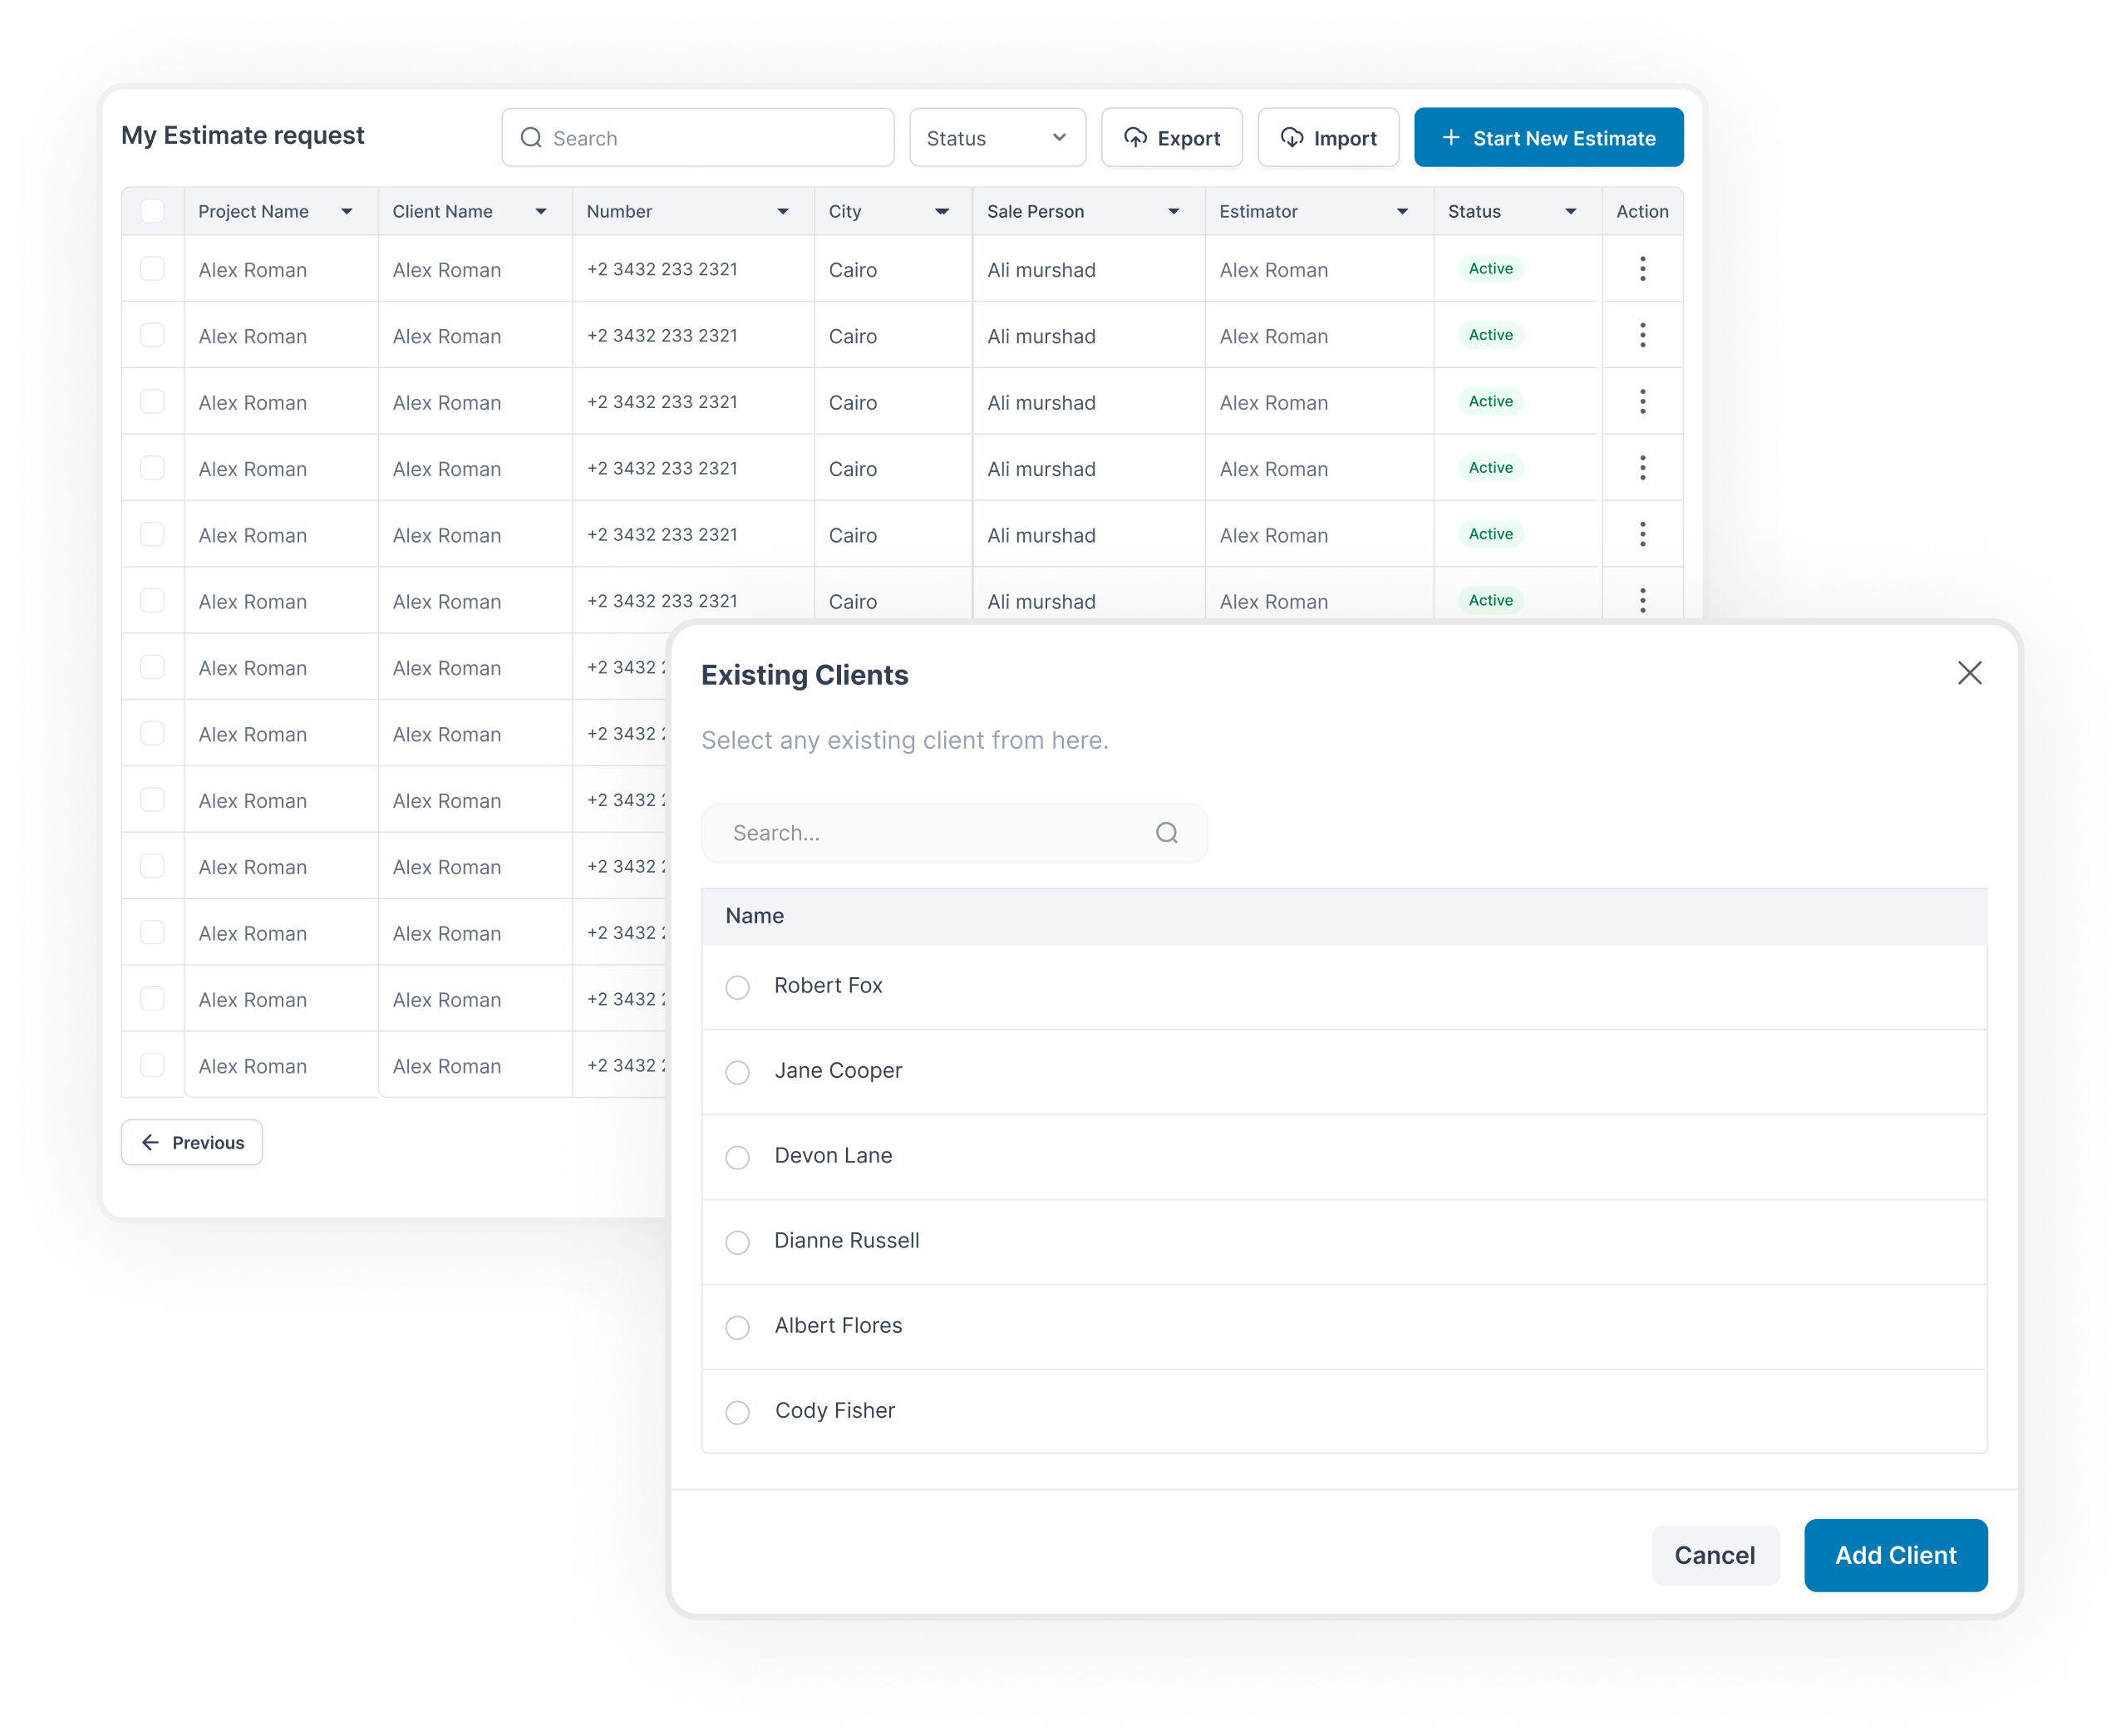 My Estimate request Search Status Export Import + Start New Estimate
Project Name Client Name Number City Sale Person Estimator Status Action
Alex Roman Alex Roman +2 3432 233 2321 Cairo Ali murshad Alex Roman Active
Alex Roman Alex Roman +2 3432 233 2321 Cairo Ali murshad Alex Roman Active
Alex Roman Alex Roman +2 3432 233 2321 Cairo Ali murshad Alex Roman Active
Alex Roman Alex Roman +2 3432 233 2321 Cairo Ali murshad Alex Roman Active
Alex Roman Alex Roman +2 3432 233 2321 Cairo Ali murshad Alex Roman Active
Alex Roman Alex Roman +2 3432 233 2321 Cairo Ali murshad Alex Roman Active
Alex Roman Alex Roman +2 3432
Alex Roman Alex Roman +2 3432
Alex Roman Alex Roman +2 3432
Alex Roman Alex Roman +2 3432
Alex Roman Alex Roman +2 3432
Alex Roman Alex Roman +2 3432
Alex Roman Alex Roman +2 3432
Previous
Existing Clients
Select any existing client from here.
Search...
Name
Robert Fox
Jane Cooper
Devon Lane
Dianne Russell
Albert Flores
Cody Fisher
Cancel Add Client